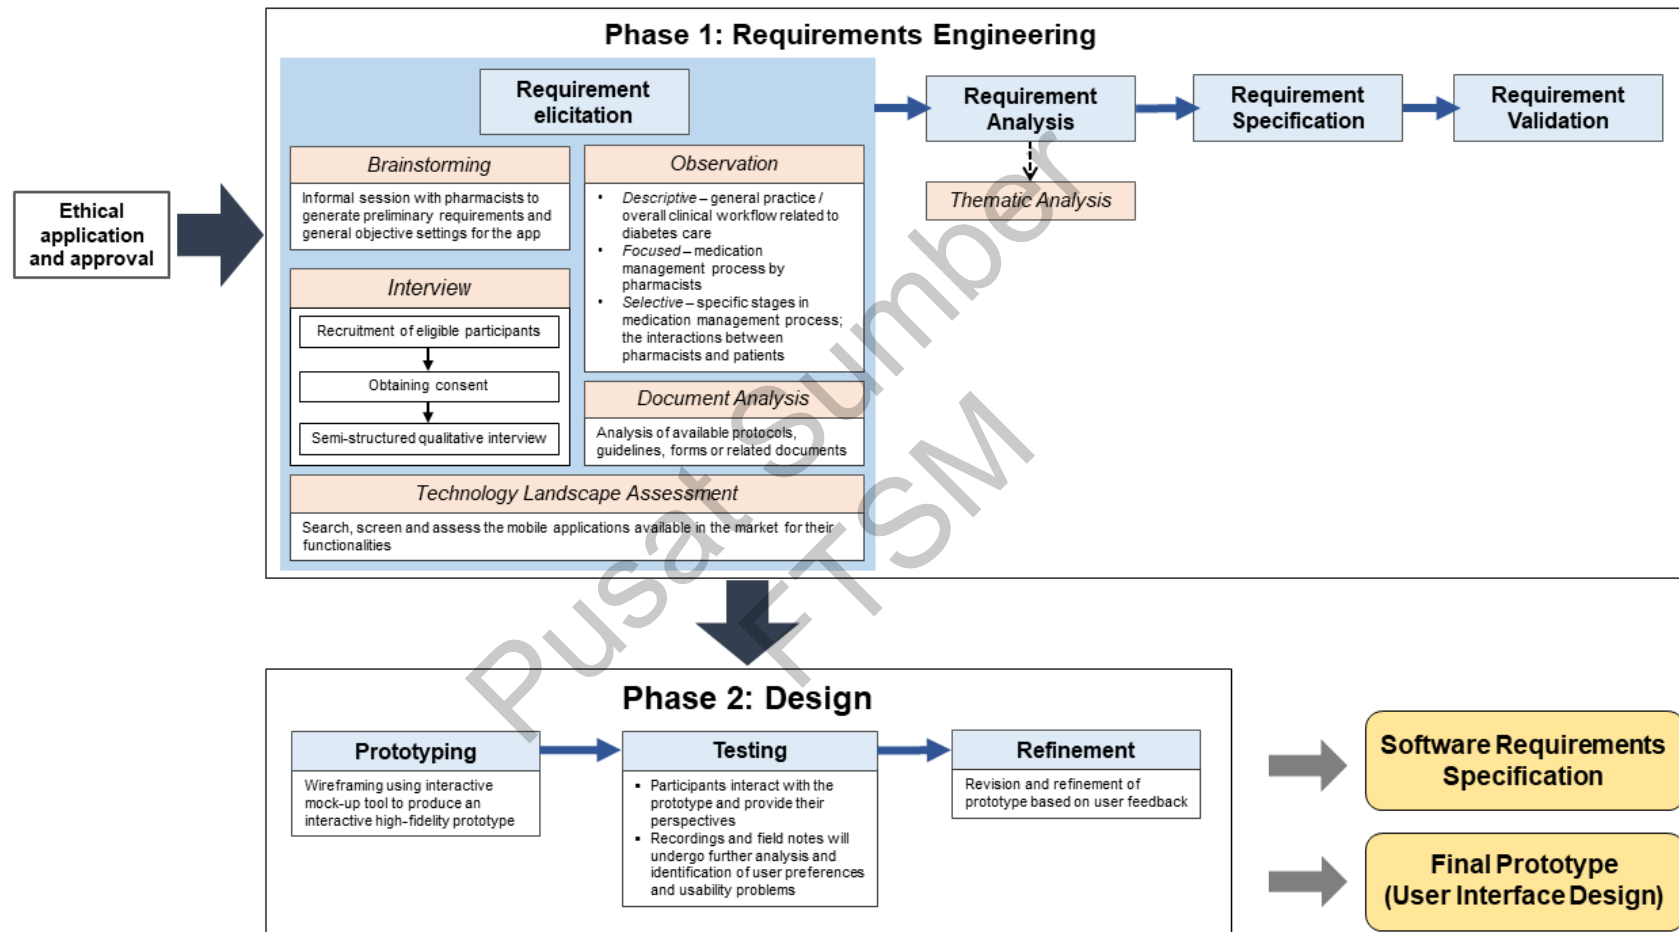 Phase 1: Requirements Engineering
Ethical
application
and approval
Requirement
elicitation
Brainstorming
Informal session with pharmacists to
generate preliminary requirements and
general objective settings for the app
Interview
Recruitment of eligible participants
Obtaining consent
Semi-structured qualitative interview
Observation
• Descriptive – general practice /
overall clinical workflow related to
diabetes care
• Focused – medication
management process by
pharmacists
• Selective – specific stages in
medication management process;
the interactions between
pharmacists and patients
Document Analysis
Analysis of available protocols,
guidelines, forms or related documents
Technology Landscape Assessment
Search, screen and assess the mobile applications available in the market for their
functionalities
Requirement
Analysis
Thematic Analysis
Requirement
Specification
Requirement
Validation
Phase 2: Design
Prototyping
Wireframing using interactive
mock-up tool to produce an
interactive high-fidelity prototype
Testing
▪ Participants interact with the
prototype and provide their
perspectives
▪ Recordings and field notes will
undergo further analysis and
identification of user preferences
and usability problems
Refinement
Revision and refinement of
prototype based on user feedback
Software Requirements
Specification
Final Prototype
(User Interface Design)
Pusat Sumber
FTSM